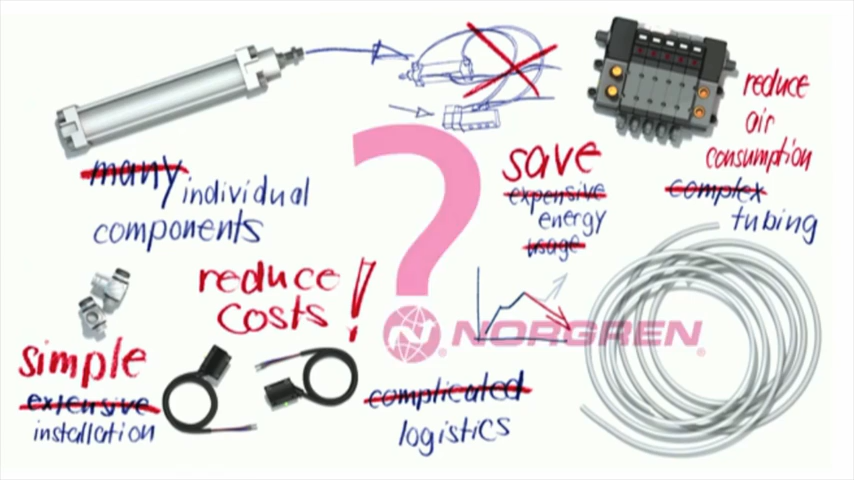 many individual
components
save
expensive
energy
usage
reduce
air
consumption
complex
tubing
reduce
costs!
?
NORGREN®
simple
extensive
installation
complicated
logistics